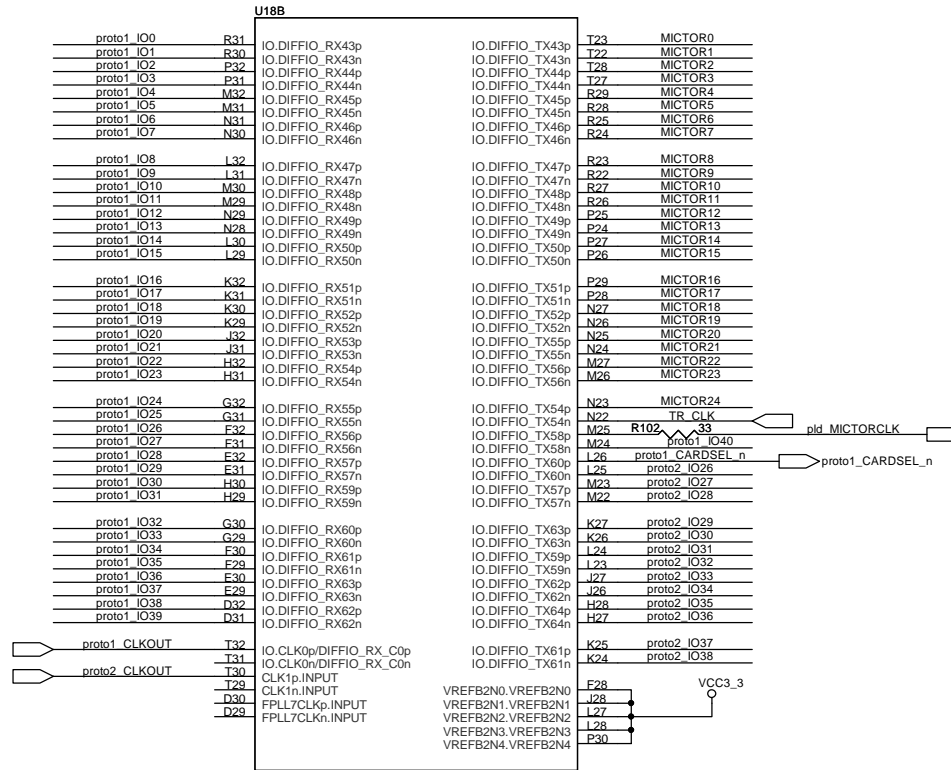 U18B
proto1_IO0 R31 IO.DIFFIO_RX43p IO.DIFFIO_TX43p T23 MICTOR0
proto1_IO1 R30 IO.DIFFIO_RX43n IO.DIFFIO_TX43n T22 MICTOR1
proto1_IO2 P32 IO.DIFFIO_RX44p IO.DIFFIO_TX44p T28 MICTOR2
proto1_IO3 P31 IO.DIFFIO_RX44n IO.DIFFIO_TX44n T27 MICTOR3
proto1_IO4 M32 IO.DIFFIO_RX45p IO.DIFFIO_TX45p R29 MICTOR4
proto1_IO5 M31 IO.DIFFIO_RX45n IO.DIFFIO_TX45n R28 MICTOR5
proto1_IO6 N31 IO.DIFFIO_RX46p IO.DIFFIO_TX46p R25 MICTOR6
proto1_IO7 N30 IO.DIFFIO_RX46n IO.DIFFIO_TX46n R24 MICTOR7
proto1_IO8 L32 IO.DIFFIO_RX47p IO.DIFFIO_TX47p R23 MICTOR8
proto1_IO9 L31 IO.DIFFIO_RX47n IO.DIFFIO_TX47n R22 MICTOR9
proto1_IO10 M30 IO.DIFFIO_RX48p IO.DIFFIO_TX48p R27 MICTOR10
proto1_IO11 M29 IO.DIFFIO_RX48n IO.DIFFIO_TX48n R26 MICTOR11
proto1_IO12 N29 IO.DIFFIO_RX49p IO.DIFFIO_TX49p P25 MICTOR12
proto1_IO13 N28 IO.DIFFIO_RX49n IO.DIFFIO_TX49n P24 MICTOR13
proto1_IO14 L30 IO.DIFFIO_RX50p IO.DIFFIO_TX50p P27 MICTOR14
proto1_IO15 L29 IO.DIFFIO_RX50n IO.DIFFIO_TX50n P26 MICTOR15
proto1_IO16 K32 IO.DIFFIO_RX51p IO.DIFFIO_TX51p P29 MICTOR16
proto1_IO17 K31 IO.DIFFIO_RX51n IO.DIFFIO_TX51n P28 MICTOR17
proto1_IO18 K30 IO.DIFFIO_RX52p IO.DIFFIO_TX52p N27 MICTOR18
proto1_IO19 K29 IO.DIFFIO_RX52n IO.DIFFIO_TX52n N26 MICTOR19
proto1_IO20 J32 IO.DIFFIO_RX53p IO.DIFFIO_TX55p N25 MICTOR20
proto1_IO21 J31 IO.DIFFIO_RX53n IO.DIFFIO_TX55n N24 MICTOR21
proto1_IO22 H32 IO.DIFFIO_RX54p IO.DIFFIO_TX56p M27 MICTOR22
proto1_IO23 H31 IO.DIFFIO_RX54n IO.DIFFIO_TX56n M26 MICTOR23
proto1_IO24 G32 IO.DIFFIO_RX55p IO.DIFFIO_TX54p N23 MICTOR24
proto1_IO25 G31 IO.DIFFIO_RX55n IO.DIFFIO_TX54n N22 TR_CLK
proto1_IO26 F32 IO.DIFFIO_RX56p IO.DIFFIO_TX58p M25 R102 33 pld_MICTORCLK
proto1_IO27 F31 IO.DIFFIO_RX56n IO.DIFFIO_TX58n M24 proto1_IO40
proto1_IO28 E32 IO.DIFFIO_RX57p IO.DIFFIO_TX60p L26 proto1_CARDSEL_n proto1_CARDSEL_n
proto1_IO29 E31 IO.DIFFIO_RX57n IO.DIFFIO_TX60n L25 proto2_IO26
proto1_IO30 H30 IO.DIFFIO_RX59p IO.DIFFIO_TX57p M23 proto2_IO27
proto1_IO31 H29 IO.DIFFIO_RX59n IO.DIFFIO_TX57n M22 proto2_IO28
proto1_IO32 G30 IO.DIFFIO_RX60p IO.DIFFIO_TX63p K27 proto2_IO29
proto1_IO33 G29 IO.DIFFIO_RX60n IO.DIFFIO_TX63n K26 proto2_IO30
proto1_IO34 F30 IO.DIFFIO_RX61p IO.DIFFIO_TX59p L24 proto2_IO31
proto1_IO35 F29 IO.DIFFIO_RX61n IO.DIFFIO_TX59n L23 proto2_IO32
proto1_IO36 E30 IO.DIFFIO_RX63p IO.DIFFIO_TX62p J27 proto2_IO33
proto1_IO37 E29 IO.DIFFIO_RX63n IO.DIFFIO_TX62n J26 proto2_IO34
proto1_IO38 D32 IO.DIFFIO_RX62p IO.DIFFIO_TX64p H28 proto2_IO35
proto1_IO39 D31 IO.DIFFIO_RX62n IO.DIFFIO_TX64n H27 proto2_IO36
proto1_CLKOUT T32 IO.CLK0p/DIFFIO_RX_C0p IO.DIFFIO_TX61p K25 proto2_IO37
T31 IO.CLK0n/DIFFIO_RX_C0n IO.DIFFIO_TX61n K24 proto2_IO38
proto2_CLKOUT T30 CLK1p.INPUT
T29 CLK1n.INPUT VREFB2N0.VREFB2N0 F28 VCC3_3
D30 FPLL7CLKp.INPUT VREFB2N1.VREFB2N1 J28
D29 FPLL7CLKn.INPUT VREFB2N2.VREFB2N2 L27
VREFB2N3.VREFB2N3 L28
VREFB2N4.VREFB2N4 P30